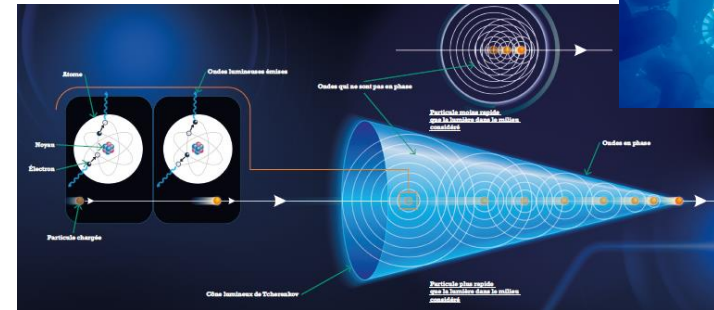 Atome
Ondes lumineuses émises
Ondes qui ne sont pas en phase
Particule moins rapide
que la lumière dans le milieu
considéré
Ondes en phase
Noyau
Électron
Particule chargée
Cône lumineux de Tcherenkov
Particule plus rapide
que la lumière dans le milieu
considéré